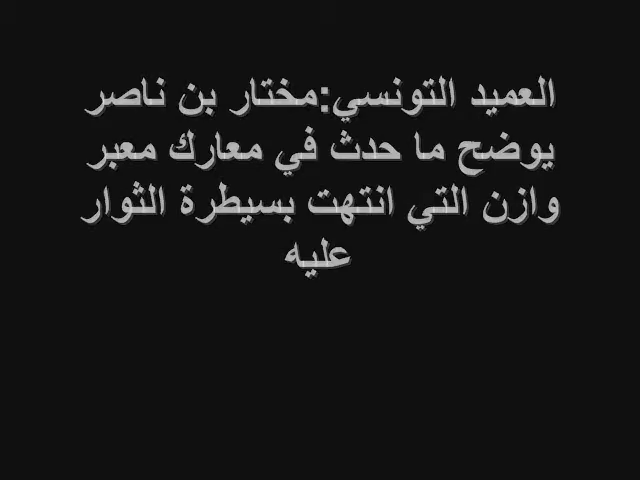 العميد التونسي:مختار بن ناصر
يوضح ما حدث في معارك معبر
وازن التي انتهت بسيطرة الثوار
عليه